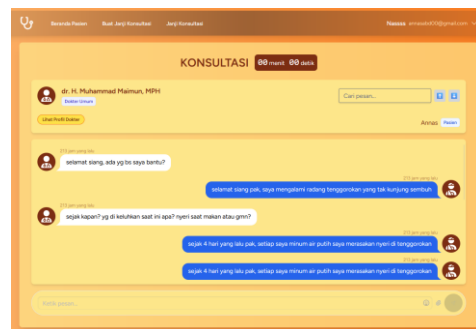 Beranda Pasien Buat Janji Konsultasi Janji Konsultasi
KONSULTASI 00 menit 00 detik
dr. H. Muhammad Maimun, MPH
Dokter Umum
Cari pesan...
Lihat Profil Dokter
Annas Pasien
selamat siang, ada yg bs saya bantu?
selamat siang pak, saya mengalami radang tenggorokan yang tak kunjung sembuh
sejak kapan? yg di keluhkan saat ini apa? nyeri saat makan atau gmn?
sejak 4 hari yang lalu pak, setiap saya minum air putih saya merasakan nyeri di tenggorokan
sejak 4 hari yang lalu pak, setiap saya minum air putih saya merasakan nyeri di tenggorokan
Ketik pesan...